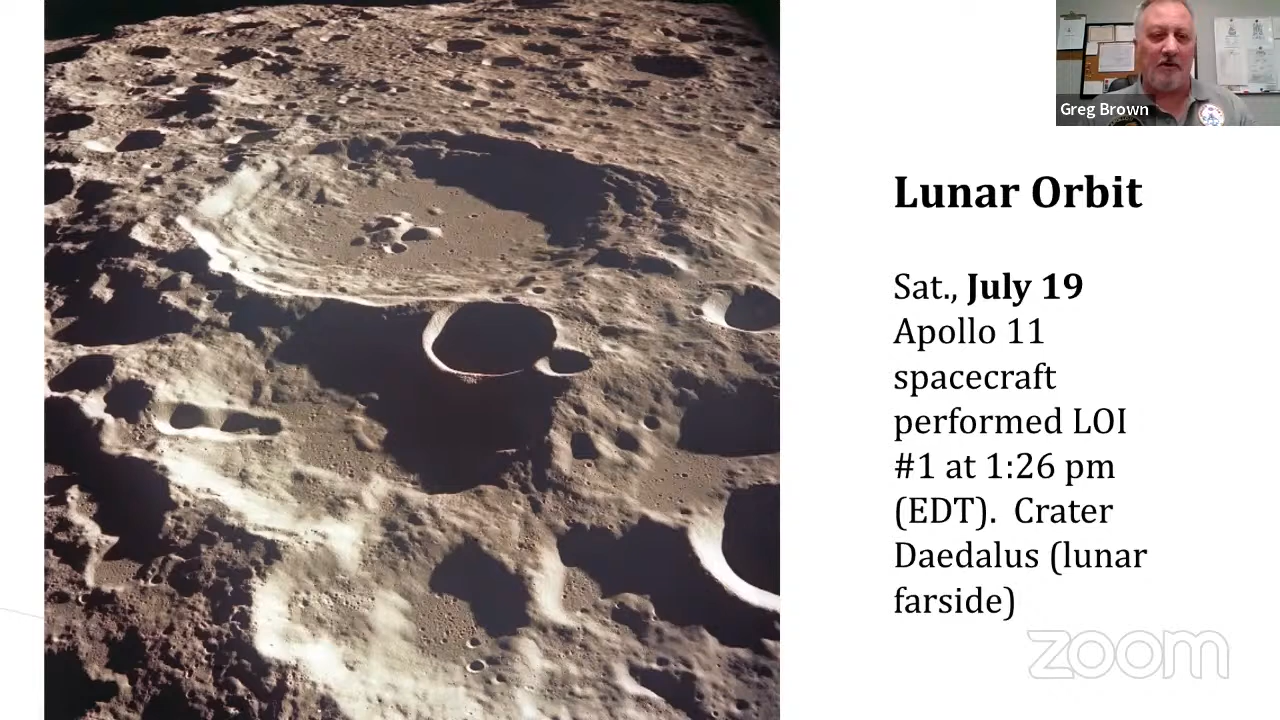 Greg Brown
Lunar Orbit
Sat., July 19
Apollo 11
spacecraft
performed LOI
#1 at 1:26 pm
(EDT).  Crater
Daedalus (lunar
farside)
zoom